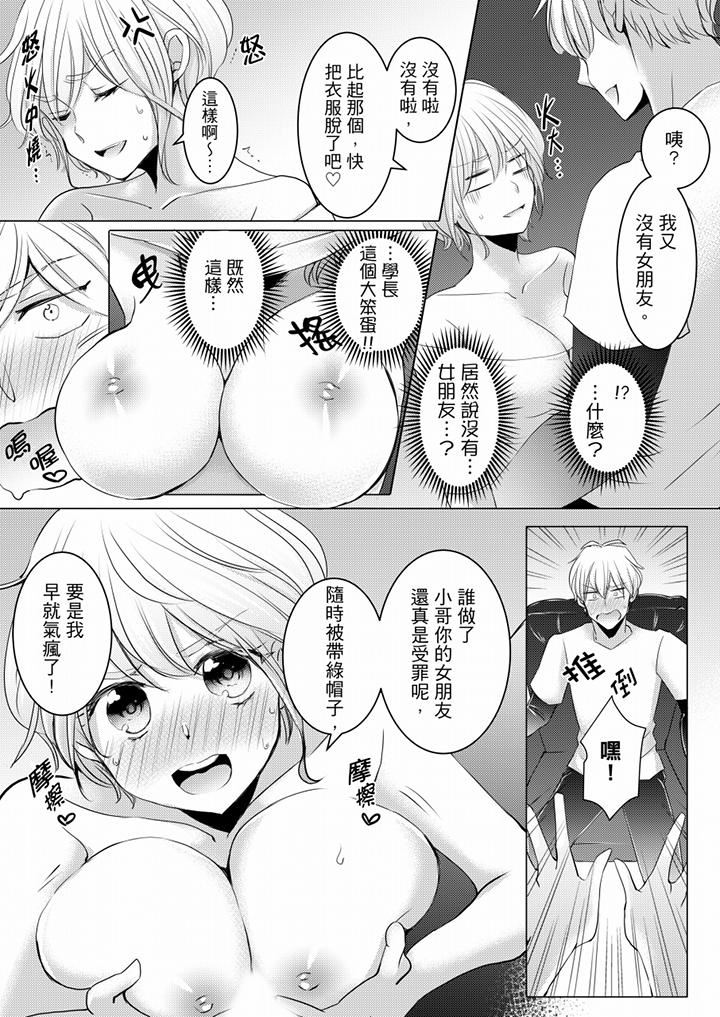 咦？
我又
沒有女朋友。
!?
…什麼？
火大…
居然說沒有…
女朋友…？
沒有啦
沒有啦，
比起那個，快
把衣服脫了吧♡
怒
這樣啊～…
怒火中燒…
…學長
這個大笨蛋!!
既然
這樣…
搖
曳
嗚喔♡
推倒
嘿！
誰做了
小哥你的女朋友
還真是受罪呢，
隨時被帶綠帽子，
要是我
早就氣瘋了！
摩擦♡
摩擦♡